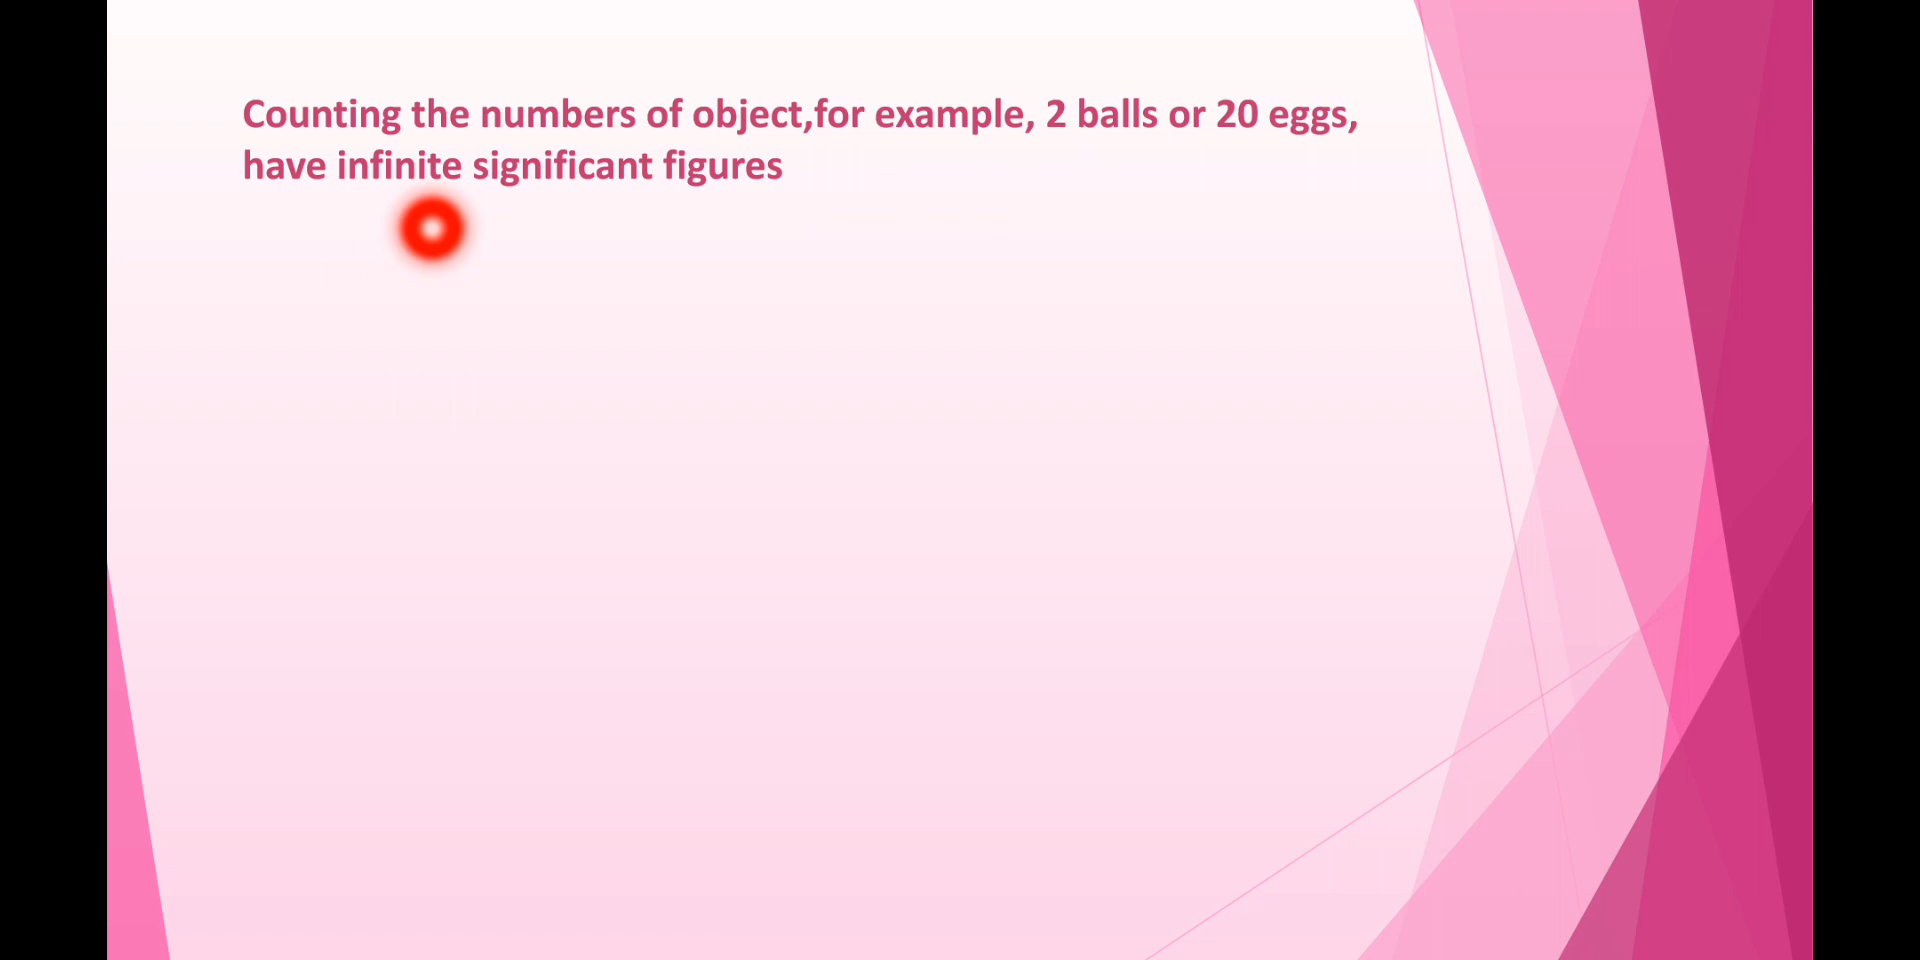 Counting the numbers of object,for example, 2 balls or 20 eggs,
have infinite significant figures